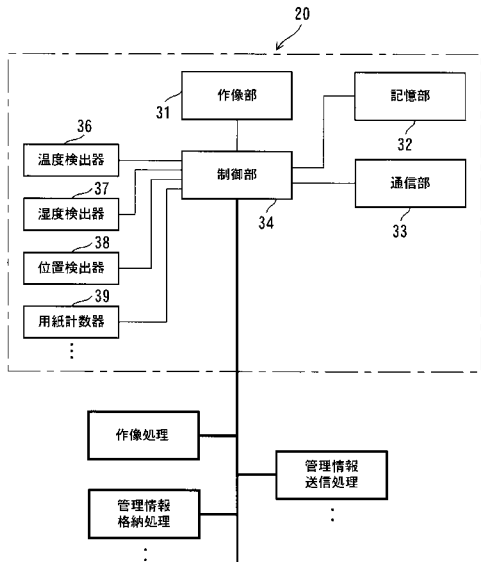 20
作像部
31
記憶部
32
36
温度検出器
制御部
34
通信部
33
37
湿度検出器
38
位置検出器
39
用紙計数器
作像処理
管理情報
送信処理
管理情報
格納処理